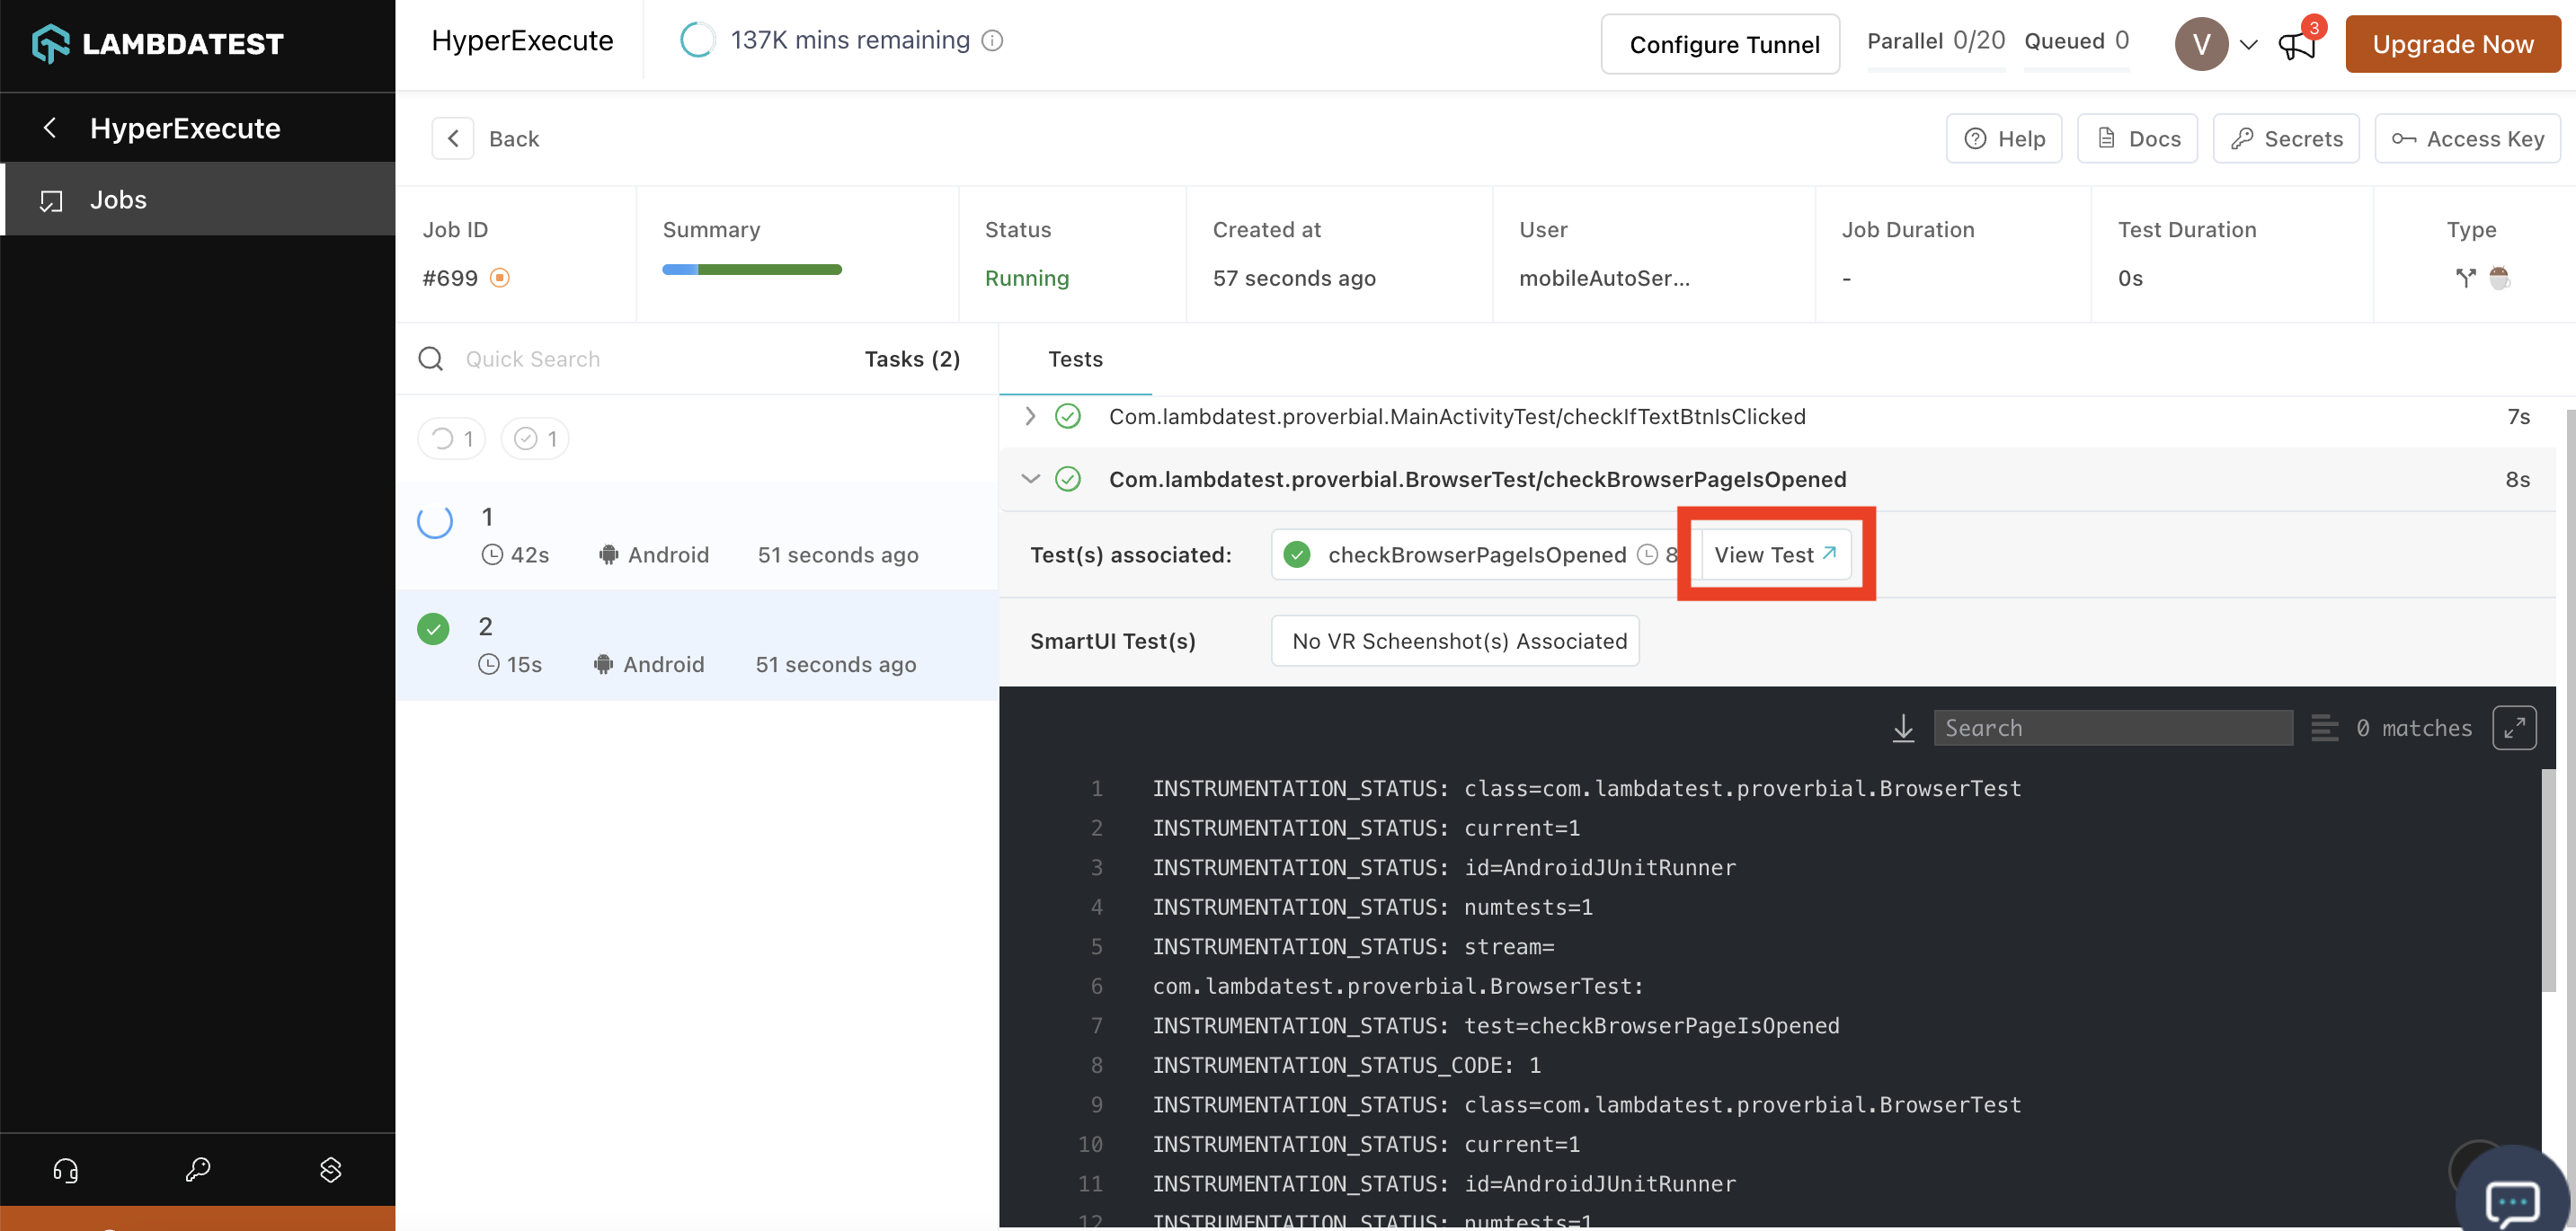 LAMBDATEST
HyperExecute
137K mins remaining
Configure Tunnel
Parallel 0/20
Queued 0
V
3
Upgrade Now
HyperExecute
Jobs
Back
Help
Docs
Secrets
Access Key
Job ID
Summary
Status
Created at
User
Job Duration
Test Duration
Type
#699
Running
57 seconds ago
mobileAutoSer...
-
0s
Quick Search
Tasks (2)
Tests
1
1
1
42s
Android
51 seconds ago
2
15s
Android
51 seconds ago
Com.lambdatest.proverbial.MainActivityTest/checkIfTextBtnIsClicked
7s
Com.lambdatest.proverbial.BrowserTest/checkBrowserPageIsOpened
8s
Test(s) associated:
checkBrowserPageIsOpened
8
View Test
SmartUI Test(s)
No VR Scheenshot(s) Associated
Search
0 matches
1 INSTRUMENTATION_STATUS: class=com.lambdatest.proverbial.BrowserTest
2 INSTRUMENTATION_STATUS: current=1
3 INSTRUMENTATION_STATUS: id=AndroidJUnitRunner
4 INSTRUMENTATION_STATUS: numtests=1
5 INSTRUMENTATION_STATUS: stream=
6 com.lambdatest.proverbial.BrowserTest:
7 INSTRUMENTATION_STATUS: test=checkBrowserPageIsOpened
8 INSTRUMENTATION_STATUS_CODE: 1
9 INSTRUMENTATION_STATUS: class=com.lambdatest.proverbial.BrowserTest
10 INSTRUMENTATION_STATUS: current=1
11 INSTRUMENTATION_STATUS: id=AndroidJUnitRunner
12 INSTRUMENTATION_STATUS: numtests=1